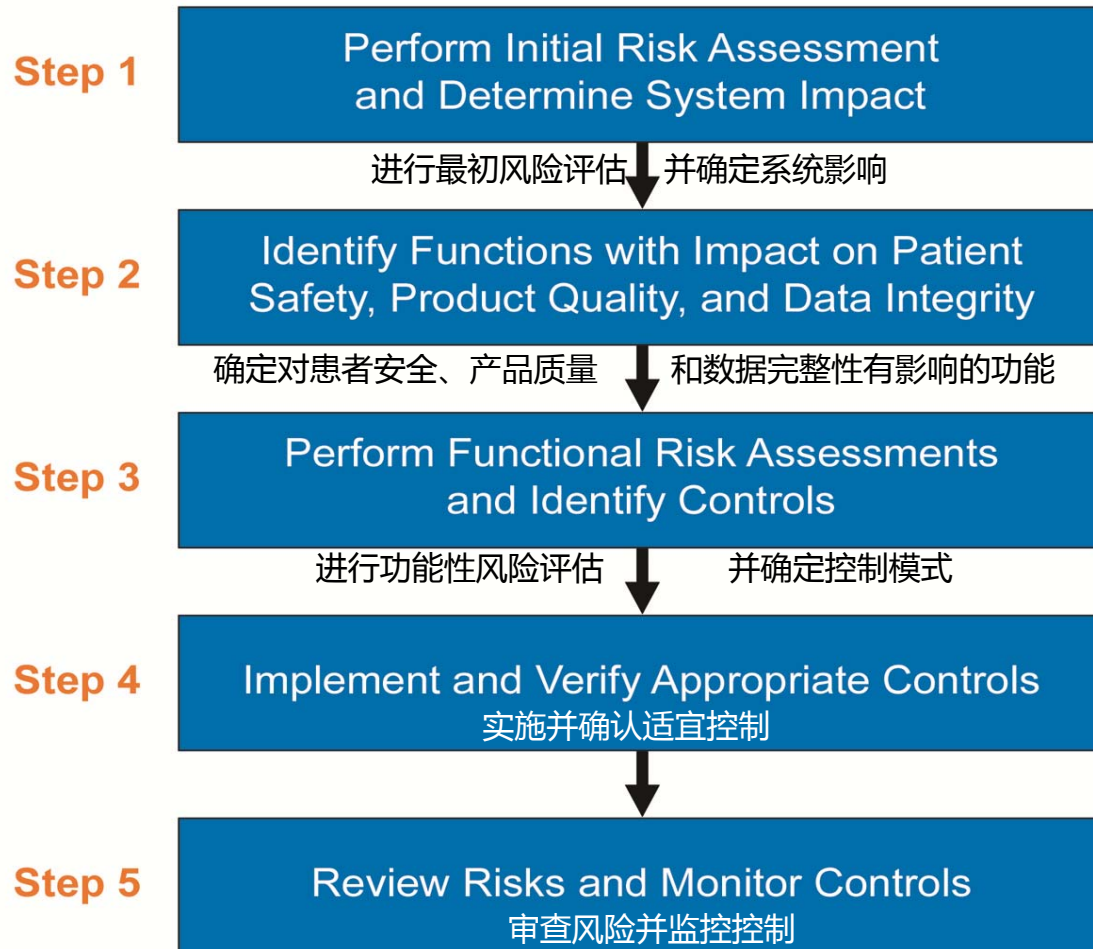 Step 1
Perform Initial Risk Assessment
and Determine System Impact
进行最初风险评估 并确定系统影响
Step 2
Identify Functions with Impact on Patient
Safety, Product Quality, and Data Integrity
确定对患者安全、产品质量 和数据完整性有影响的功能
Step 3
Perform Functional Risk Assessments
and Identify Controls
进行功能性风险评估 并确定控制模式
Step 4
Implement and Verify Appropriate Controls
实施并确认适宜控制
Step 5
Review Risks and Monitor Controls
审查风险并监控控制